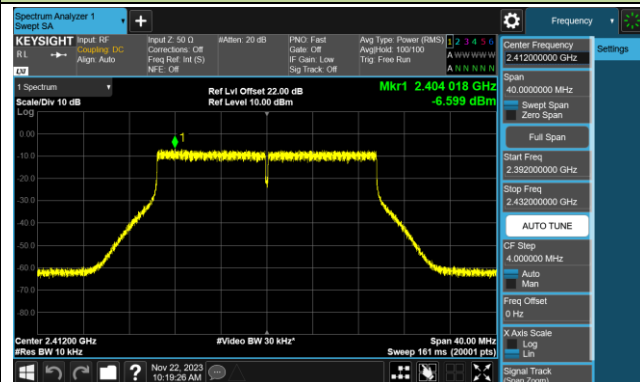 Spectrum Analyzer 1
Swept SA
Frequency
KEYSIGHT
Input: RF
Input Z: 50 Ω
#Atten: 20 dB
PNO: Fast
Avg Type: Power (RMS)
1 2 3 4 5 6
RL
Coupling: DC
Corrections: Off
Gate: Off
Avg|Hold: 100/100
A W W W W W
Align: Auto
Freq Ref: Int (S)
IF Gain: Low
Trig: Free Run
NFE: Off
Sig Track: Off
A N N N N N
LXI
1 Spectrum
Ref Lvl Offset 22.00 dB
Mkr1 2.404 018 GHz
Scale/Div 10 dB
Ref Level 10.00 dBm
-6.599 dBm
Log
1
0.00
-10.0
-20.0
-30.0
-40.0
-50.0
-60.0
-70.0
-80.0
Center 2.41200 GHz
#Video BW 30 kHz*
Span 40.00 MHz
#Res BW 10 kHz
Sweep 161 ms (20001 pts)
Nov 22, 2023
10:19:26 AM
Center Frequency
2.412000000 GHz
Settings
Span
40.0000000 MHz
Swept Span
Zero Span
Full Span
Start Freq
2.392000000 GHz
Stop Freq
2.432000000 GHz
AUTO TUNE
CF Step
4.000000 MHz
Auto
Man
Freq Offset
0 Hz
X Axis Scale
Log
Lin
Signal Track
(Span Zoom)